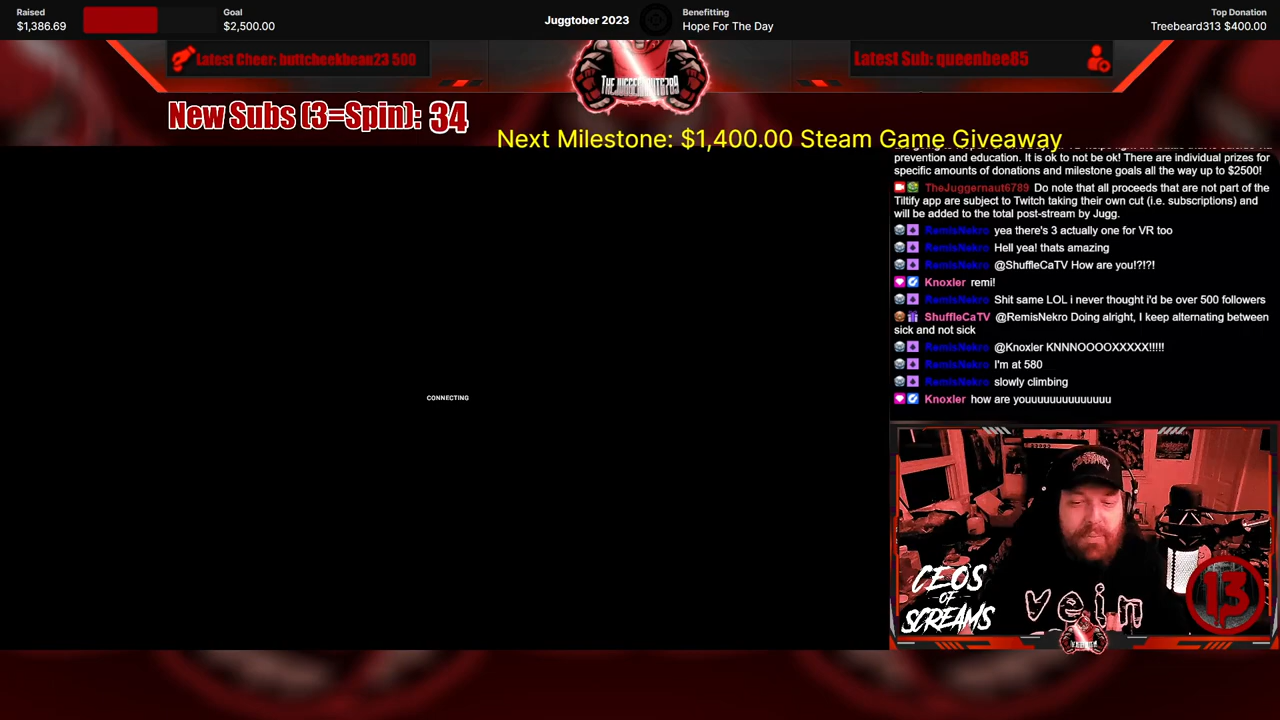 Raised
$1,386.69
Goal
$2,500.00
Juggtober 2023
Benefitting
Hope For The Day
Top Donation
Treebeard313 $400.00
Latest Cheer: buttcheekbeau23 500
THEJUGGERNAUT6789
Latest Sub: queenbee85
New Subs (3=Spin): 34
Next Milestone: $1,400.00 Steam Game Giveaway
prevention and education. It is ok to not be ok! There are individual prizes for
specific amounts of donations and milestone goals all the way up to $2500!
TheJuggernaut6789 Do note that all proceeds that are not part of the
Tiltify app are subject to Twitch taking their own cut (i.e. subscriptions) and
will be added to the total post-stream by Jugg.
RemisNekro yea there's 3 actually one for VR too
RemisNekro Hell yea! thats amazing
RemisNekro @ShuffleCaTV How are you!?!?!
Knoxler remi!
RemisNekro Shit same LOL i never thought i'd be over 500 followers
ShuffleCaTV @RemisNekro Doing alright, I keep alternating between
sick and not sick
RemisNekro @Knoxler KNNNOOOOXXXXX!!!!!
RemisNekro I'm at 580
RemisNekro slowly climbing
Knoxler how are youuuuuuuuuuuuuu
CONNECTING
CEOS
OF
SCREAMS
vein
13